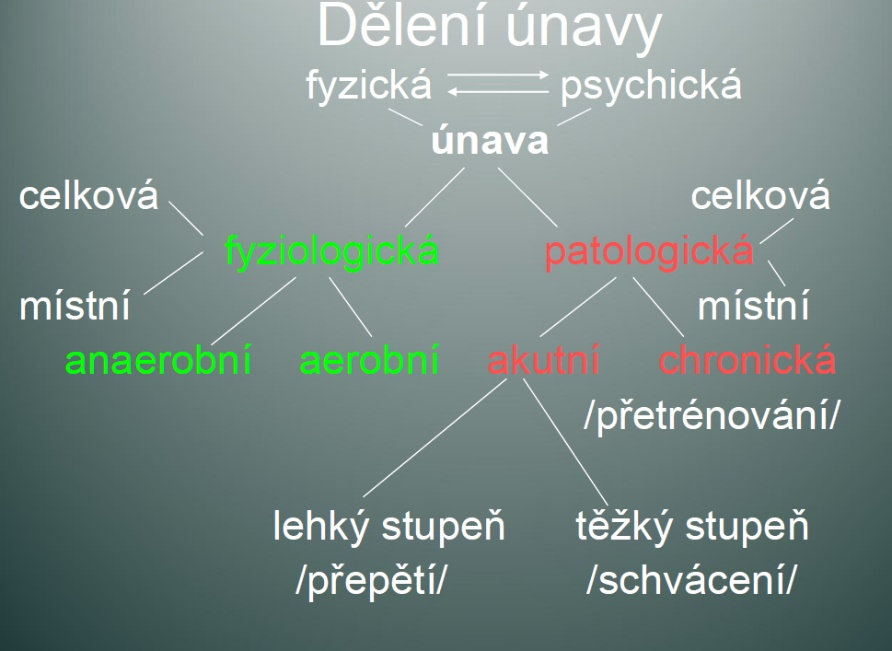 Dělení únavy
fyzická psychická
únava
celková celková
fyziologická patologická
místní místní
anaerobní aerobní akutní chronická
/přetrénování/
lehký stupeň těžký stupeň
/přepětí/ /schvácení/